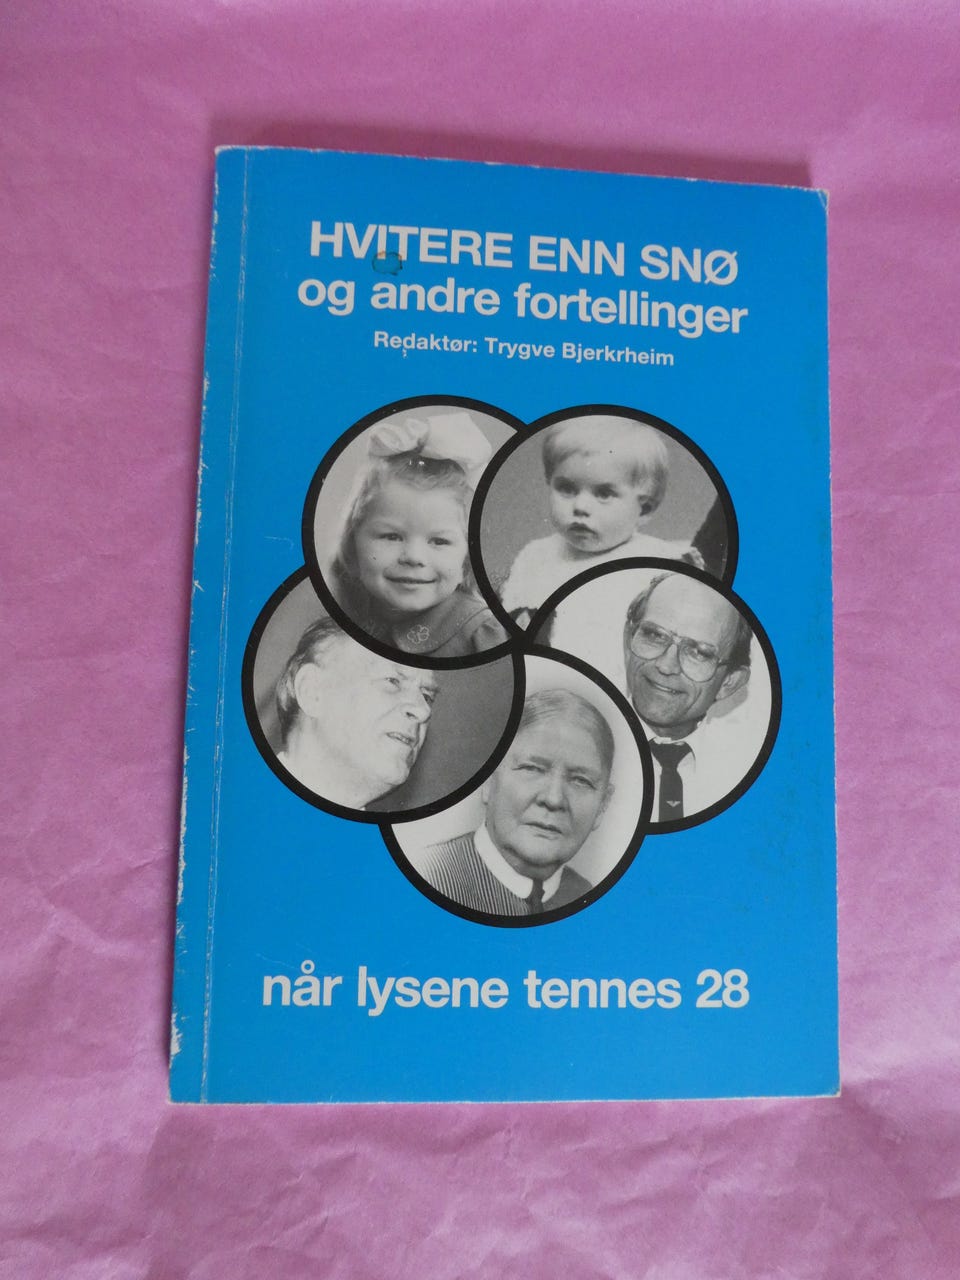 HVITERE ENN SNØ
og andre fortellinger
Redaktør: Trygve Bjerkrheim
når lysene tennes 28